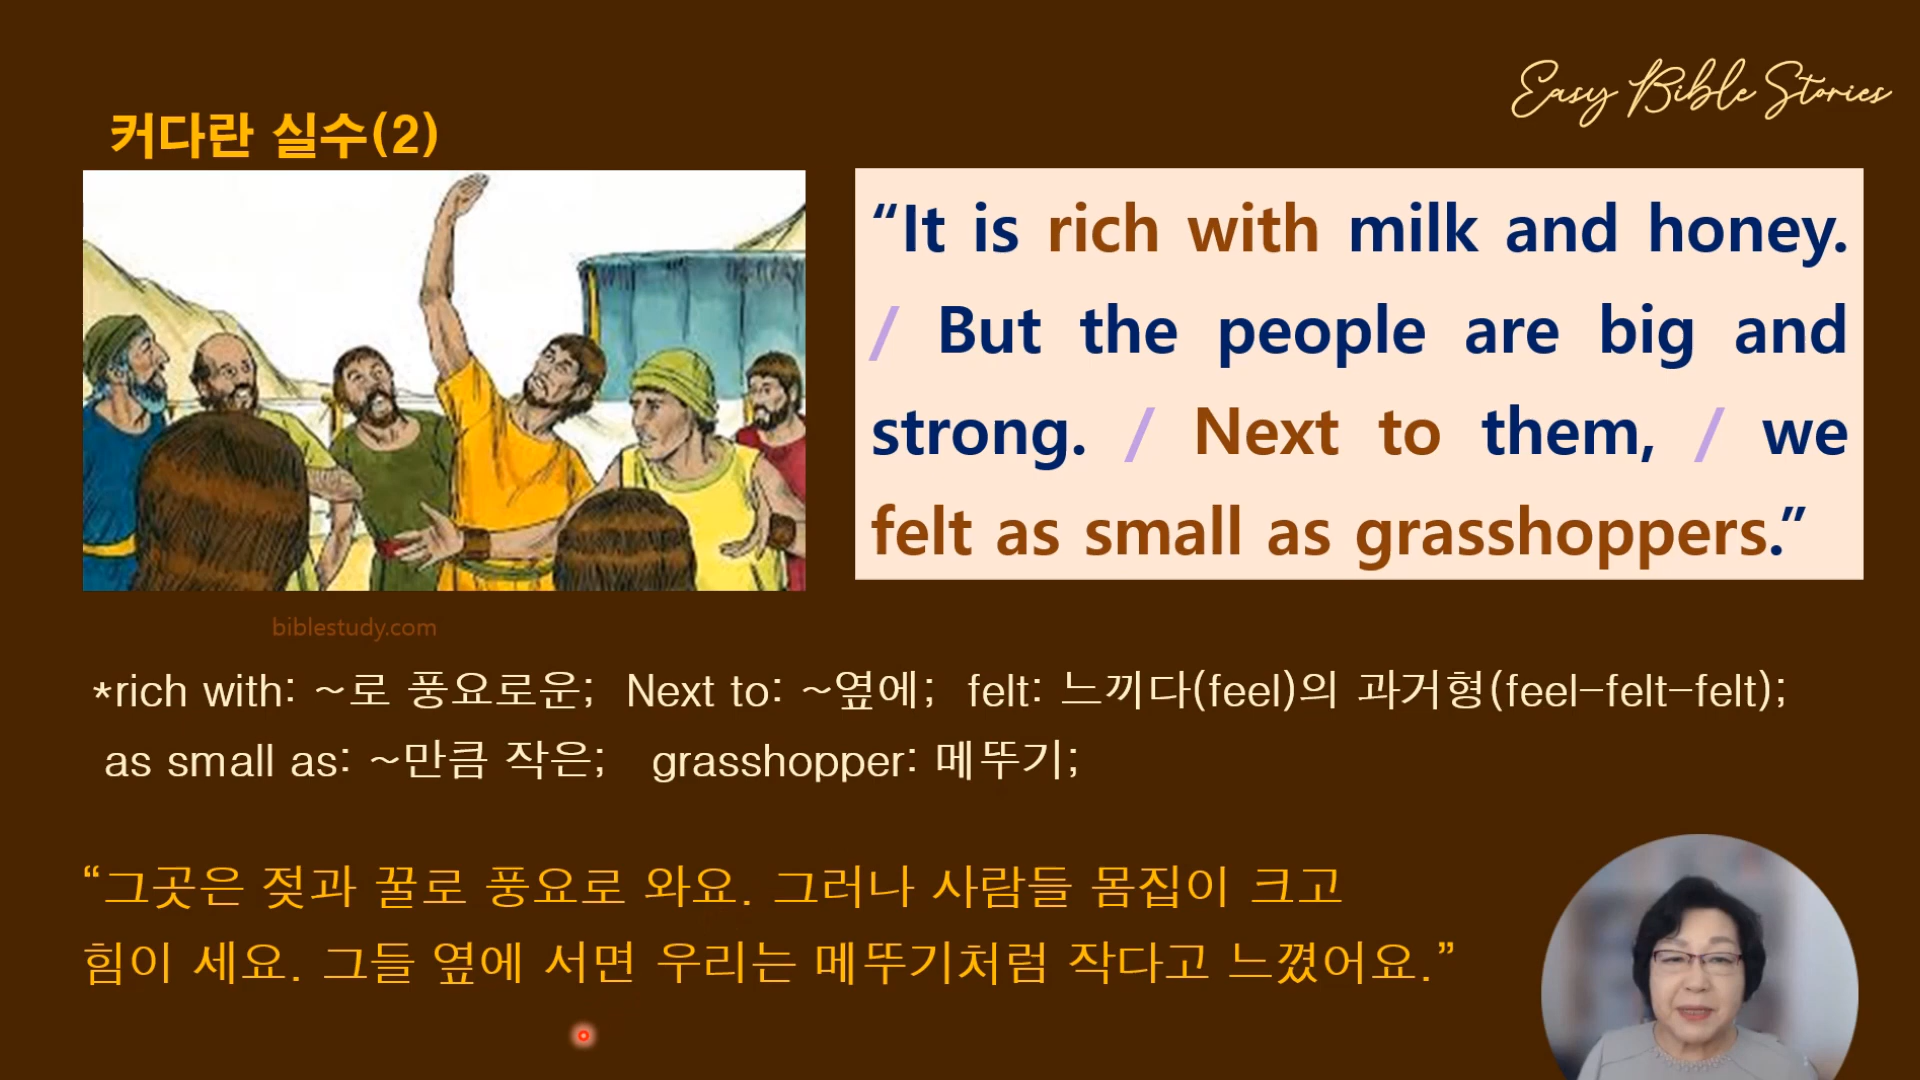 Easy Bible Stories
커다란 실수(2)
“It is rich with milk and honey.
/ But the people are big and
strong. / Next to them, / we
felt as small as grasshoppers.”
biblestudy.com
*rich with: ~로 풍요로운; Next to: ~옆에; felt: 느끼다(feel)의 과거형(feel-felt-felt);
as small as: ~만큼 작은; grasshopper: 메뚜기;
“그곳은 젖과 꿀로 풍요로 와요. 그러나 사람들 몸집이 크고
힘이 세요. 그들 옆에 서면 우리는 메뚜기처럼 작다고 느꼈어요.”